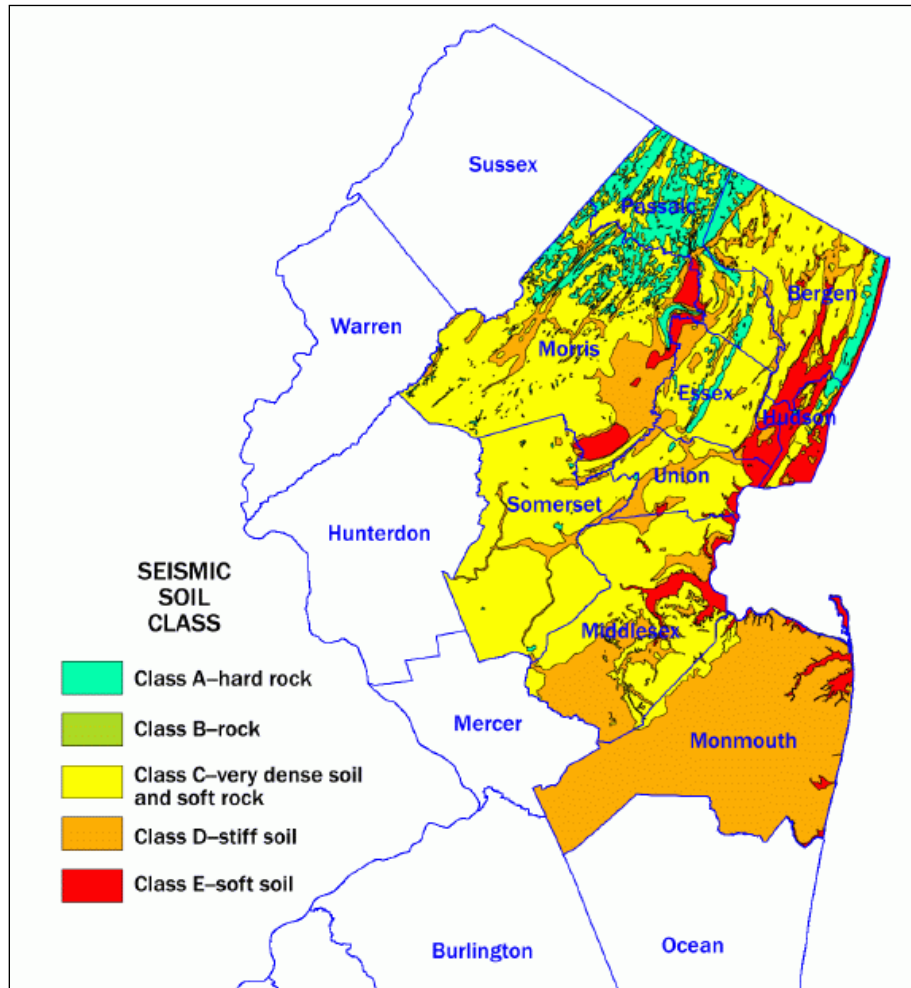 Sussex
Passaic
Bergen
Warren
Morris
Essex
Hudson
Union
Somerset
Hunterdon
SEISMIC
SOIL
CLASS
Middlesex
Class A–hard rock
Class B–rock
Mercer
Monmouth
Class C–very dense soil
and soft rock
Class D–stiff soil
Class E–soft soil
Burlington
Ocean